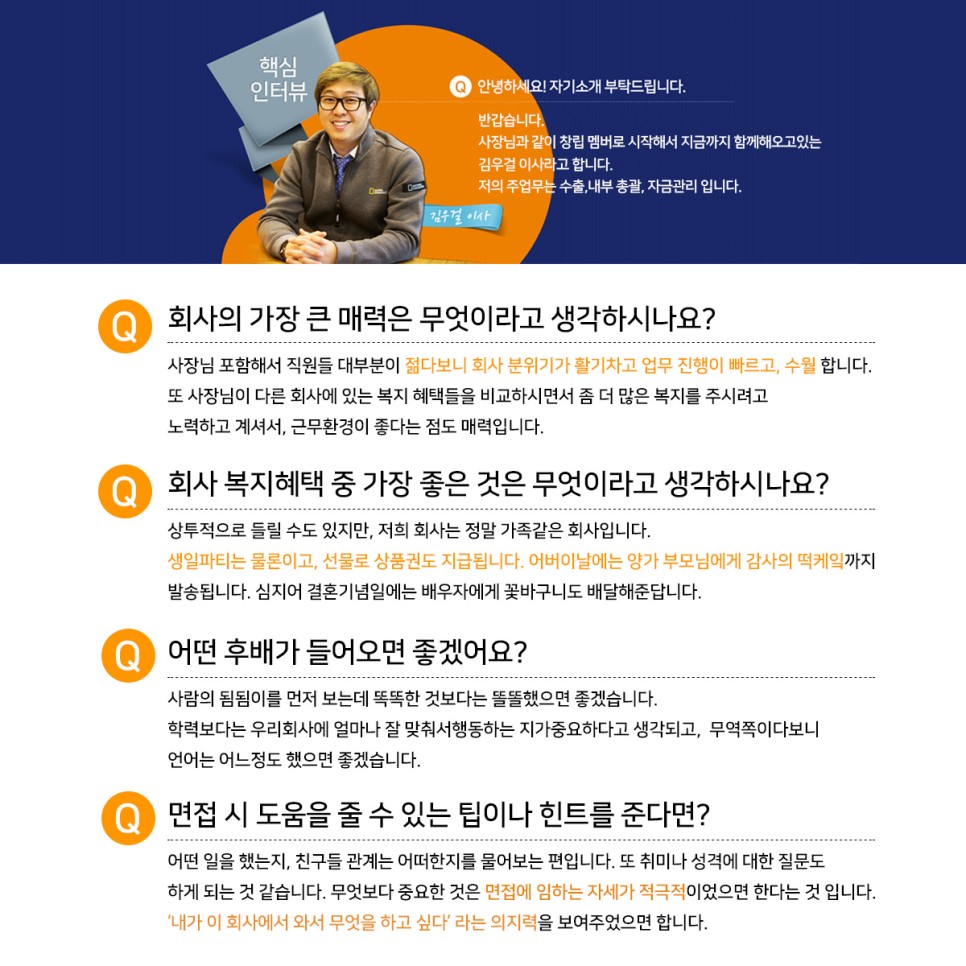 핵심
인터뷰
Q 안녕하세요! 자기소개 부탁드립니다.
반갑습니다.
사장님과 같이 창립 멤버로 시작해서 지금까지 함께해오고있는
김우걸 이사라고 합니다.
저의 주업무는 수출,내부 총괄, 자금관리 입니다.
김우걸 이사
Q 회사의 가장 큰 매력은 무엇이라고 생각하시나요?
사장님 포함해서 직원들 대부분이 젊다보니 회사 분위기가 활기차고 업무 진행이 빠르고, 수월 합니다.
또 사장님이 다른 회사에 있는 복지 혜택들을 비교하시면서 좀 더 많은 복지를 주시려고
노력하고 계셔서, 근무환경이 좋다는 점도 매력입니다.
Q 회사 복지혜택 중 가장 좋은 것은 무엇이라고 생각하시나요?
상투적으로 들릴 수도 있지만, 저희 회사는 정말 가족같은 회사입니다.
생일파티는 물론이고, 선물로 상품권도 지급됩니다. 어버이날에는 양가 부모님에게 감사의 떡케잌까지
발송됩니다. 심지어 결혼기념일에는 배우자에게 꽃바구니도 배달해준답니다.
Q 어떤 후배가 들어오면 좋겠어요?
사람의 됨됨이를 먼저 보는데 똑똑한 것보다는 똘똘했으면 좋겠습니다.
학력보다는 우리회사에 얼마나 잘 맞춰서행동하는 지가중요하다고 생각되고, 무역쪽이다보니
언어는 어느정도 했으면 좋겠습니다.
Q 면접 시 도움을 줄 수 있는 팁이나 힌트를 준다면?
어떤 일을 했는지, 친구들 관계는 어떠한지를 물어보는 편입니다. 또 취미나 성격에 대한 질문도
하게 되는 것 같습니다. 무엇보다 중요한 것은 면접에 임하는 자세가 적극적이었으면 한다는 것 입니다.
‘내가 이 회사에서 와서 무엇을 하고 싶다’ 라는 의지력을 보여주었으면 합니다.